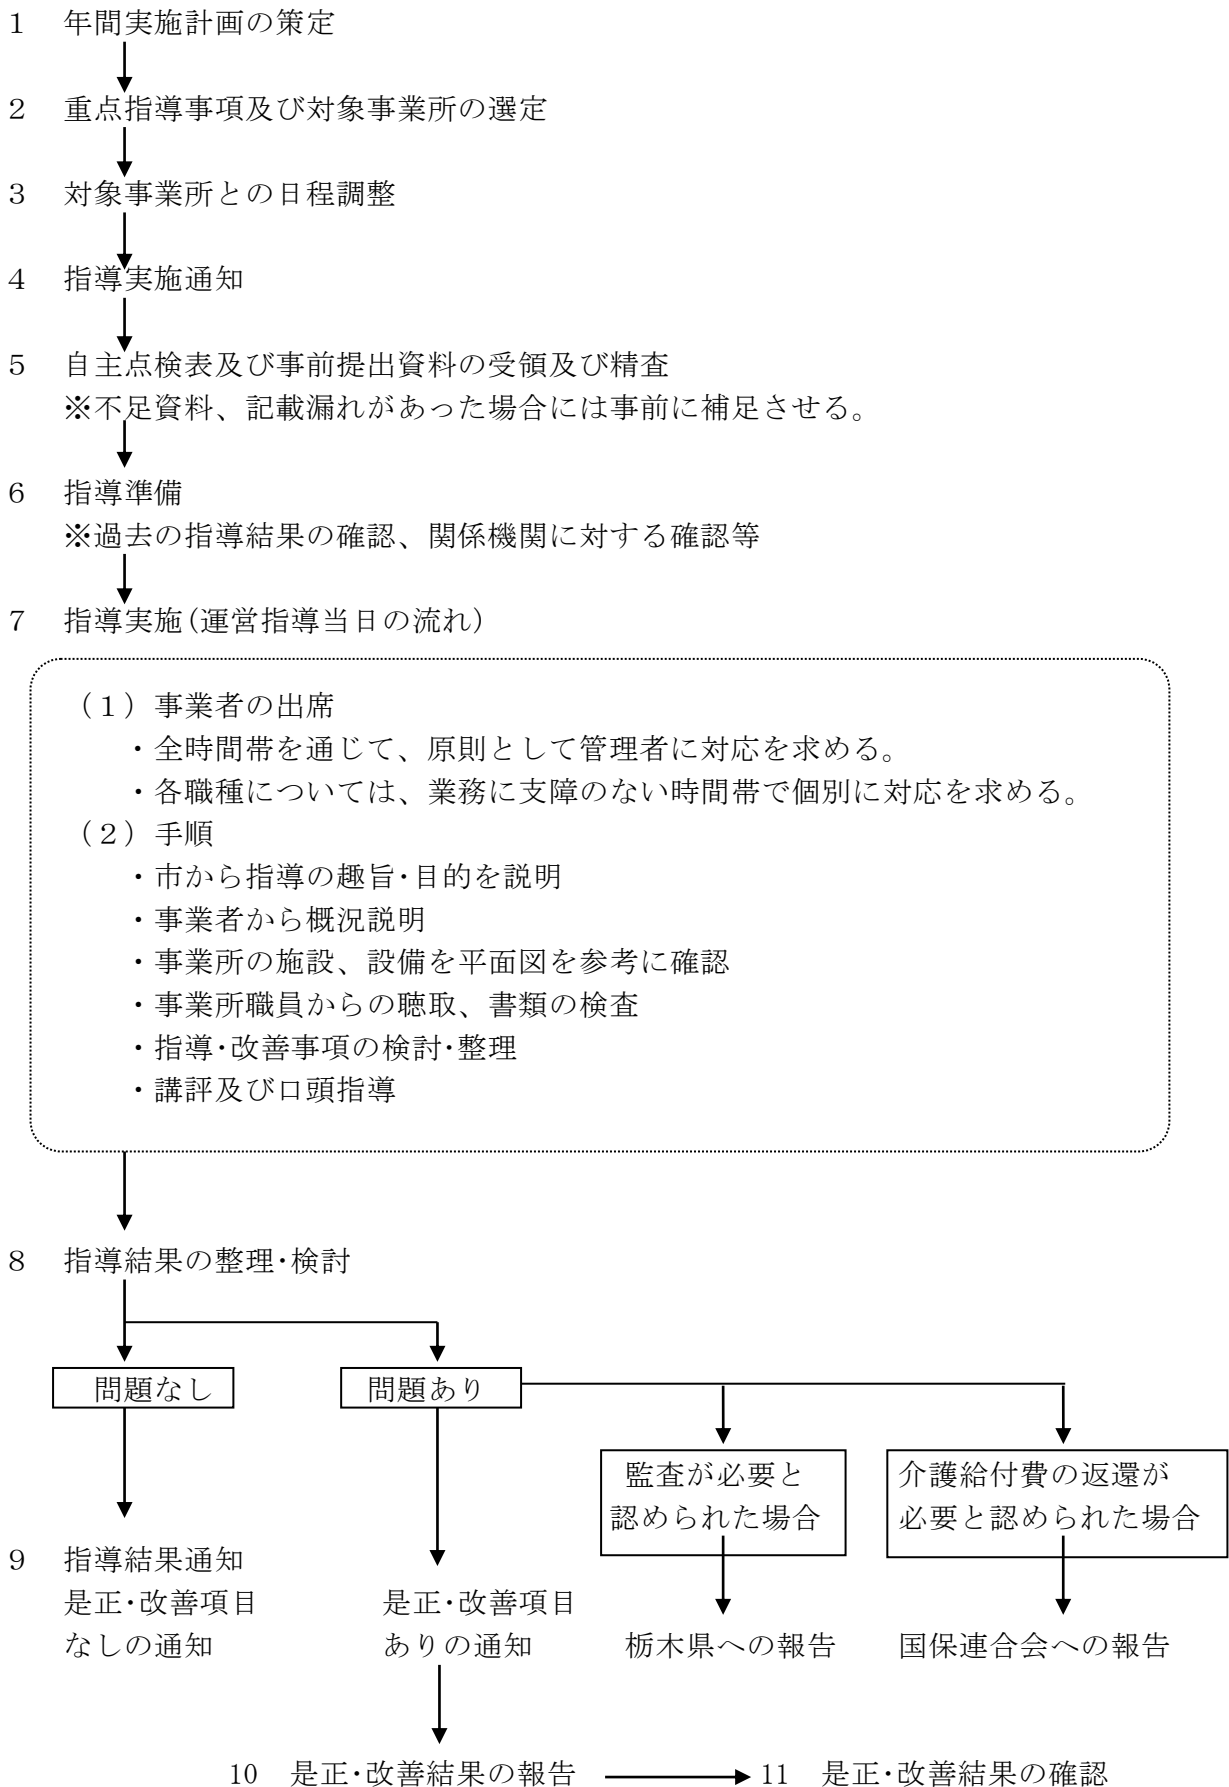 １　年間実施計画の策定
２　重点指導事項及び対象事業所の選定
３　対象事業所との日程調整
４　指導実施通知
５　自主点検表及び事前提出資料の受領及び精査
※不足資料、記載漏れがあった場合には事前に補足させる。
６　指導準備
※過去の指導結果の確認、関係機関に対する確認等
７　指導実施(運営指導当日の流れ)
（１）事業者の出席
・全時間帯を通じて、原則として管理者に対応を求める。
・各職種については、業務に支障のない時間帯で個別に対応を求める。
（２）手順
・市から指導の趣旨･目的を説明
・事業者から概況説明
・事業所の施設、設備を平面図を参考に確認
・事業所職員からの聴取、書類の検査
・指導･改善事項の検討･整理
・講評及び口頭指導
８　指導結果の整理･検討
問題なし
問題あり
監査が必要と
認められた場合
介護給付費の返還が
必要と認められた場合
９　指導結果通知
是正･改善項目
なしの通知
是正･改善項目
ありの通知
栃木県への報告
国保連合会への報告
10　是正･改善結果の報告
11　是正･改善結果の確認